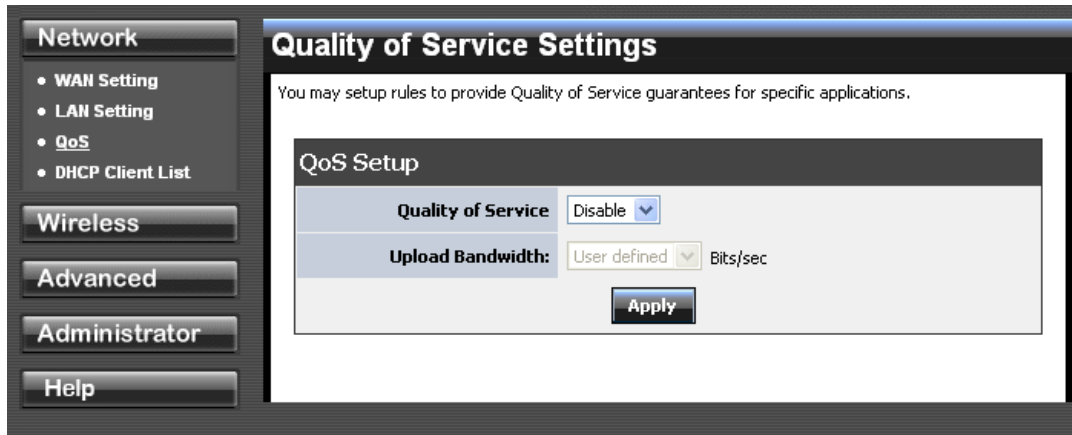 Network
WAN Setting
LAN Setting
QoS
DHCP Client List
Wireless
Advanced
Administrator
Help
Quality of Service Settings
You may setup rules to provide Quality of Service guarantees for specific applications.
QoS Setup
Quality of Service Disable
Upload Bandwidth: User defined Bits/sec
Apply